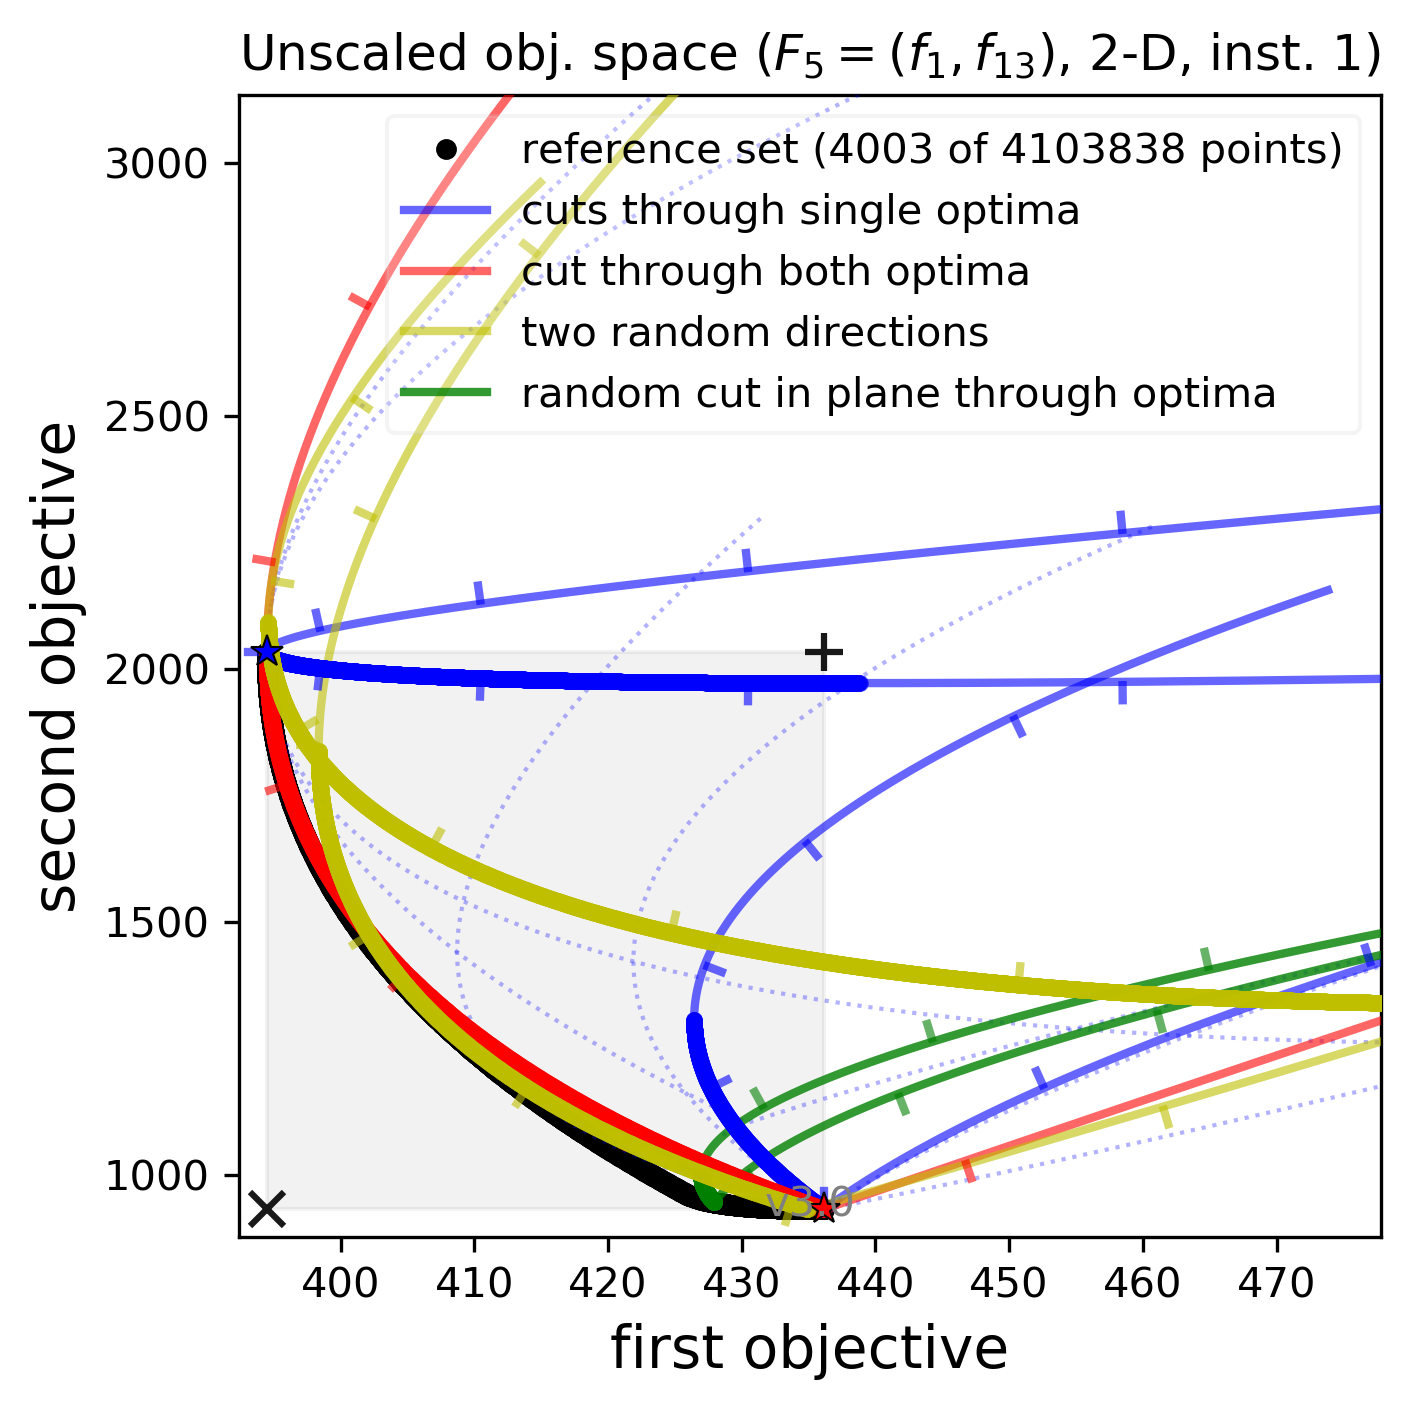 Unscaled obj. space (F₅ = (f₁, f₁₃), 2-D, inst. 1)
reference set (4003 of 4103838 points)
cuts through single optima
cut through both optima
two random directions
random cut in plane through optima
second objective
3000
2500
2000
1500
1000
v3.0
400 410 420 430 440 450 460 470
first objective